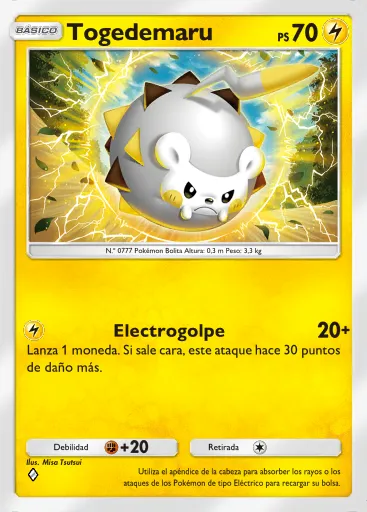 BÁSICO
Togedemaru
PS 70
N.º 0777 Pokémon Bolita Altura: 0,3 m Peso: 3,3 kg
Electrogolpe 20+
Lanza 1 moneda. Si sale cara, este ataque hace 30 puntos
de daño más.
Debilidad +20
Retirada
Ilus. Misa Tsutsui
Utiliza el apéndice de la cabeza para absorber los rayos o los
ataques de los Pokémon de tipo Eléctrico para recargar su bolsa.